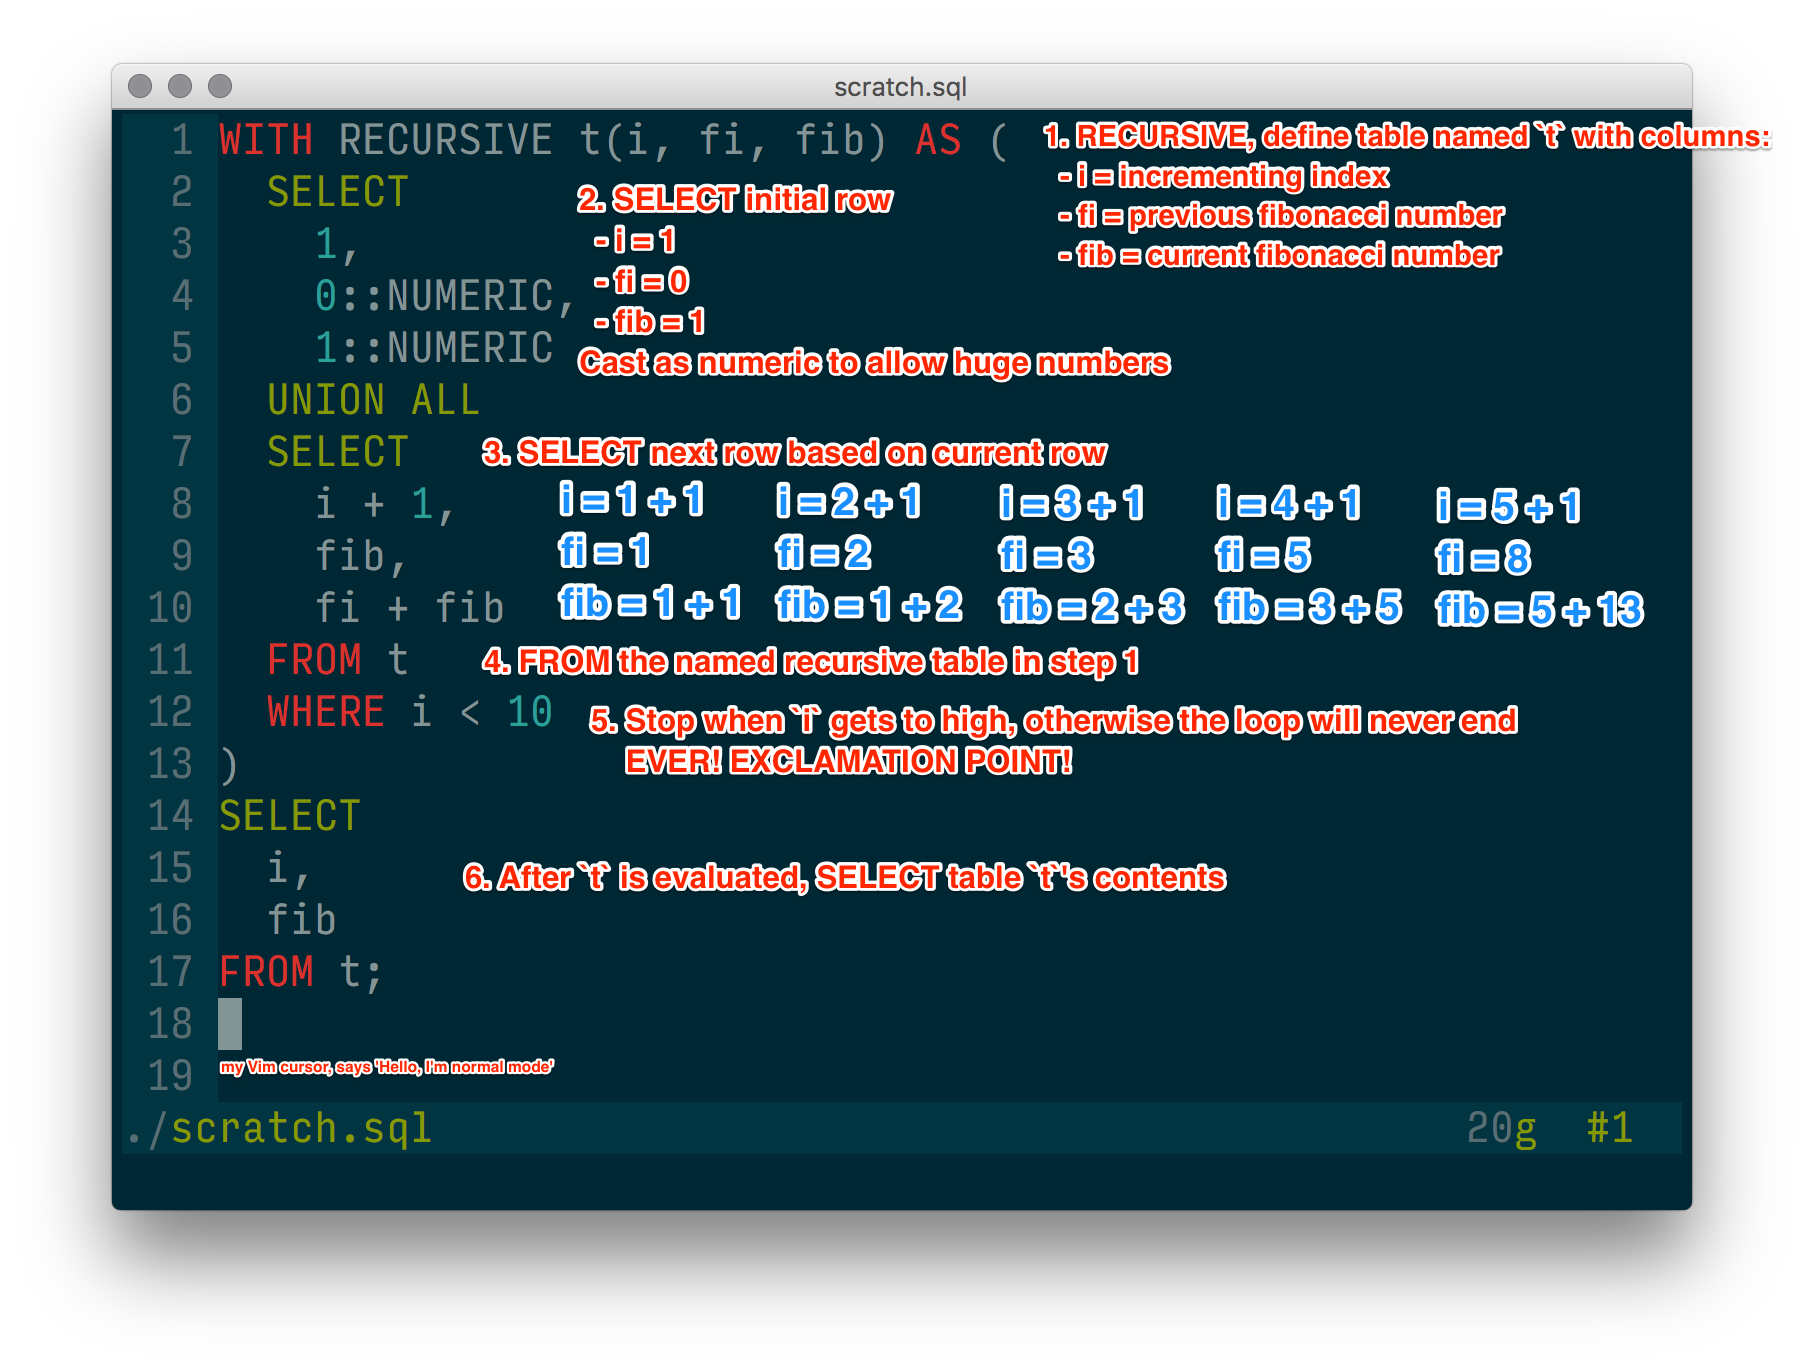 scratch.sql
1 WITH RECURSIVE t(i, fi, fib) AS ( 1. RECURSIVE, define table named `t` with columns:
- i = incrementing index
- fi = previous fibonacci number
- fib = current fibonacci number
2 SELECT 2. SELECT initial row
3 1, - i = 1
4 0::NUMERIC, - fi = 0
- fib = 1
5 1::NUMERIC Cast as numeric to allow huge numbers
6 UNION ALL
7 SELECT 3. SELECT next row based on current row
8 i + 1, i = 1 + 1 i = 2 + 1 i = 3 + 1 i = 4 + 1 i = 5 + 1
9 fib, fi = 1 fi = 2 fi = 3 fi = 5 fi = 8
10 fi + fib fib = 1 + 1 fib = 1 + 2 fib = 2 + 3 fib = 3 + 5 fib = 5 + 13
11 FROM t 4. FROM the named recursive table in step 1
12 WHERE i < 10 5. Stop when `i` gets to high, otherwise the loop will never end
13 ) EVER! EXCLAMATION POINT!
14 SELECT
15 i, 6. After `t` is evaluated, SELECT table `t`'s contents
16 fib
17 FROM t;
18
19 my Vim cursor, says 'Hello, I'm normal mode'
./scratch.sql 20g #1